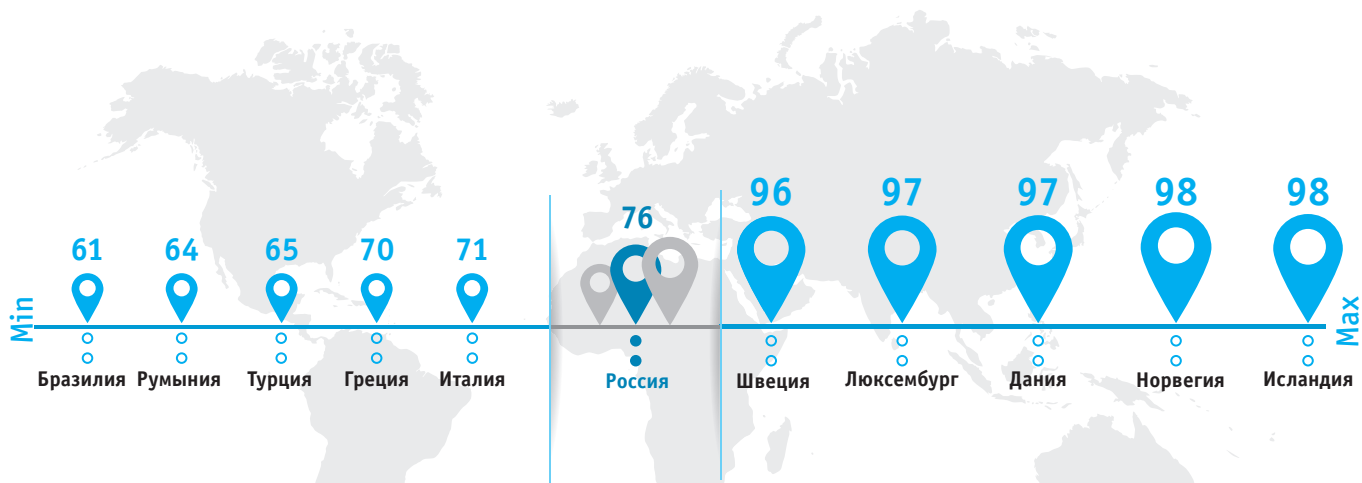 96 97 97 98 98
76
61 64 65 70 71
Min
Max
Бразилия Румыния Турция Греция Италия Россия Швеция Люксембург Дания Норвегия Исландия